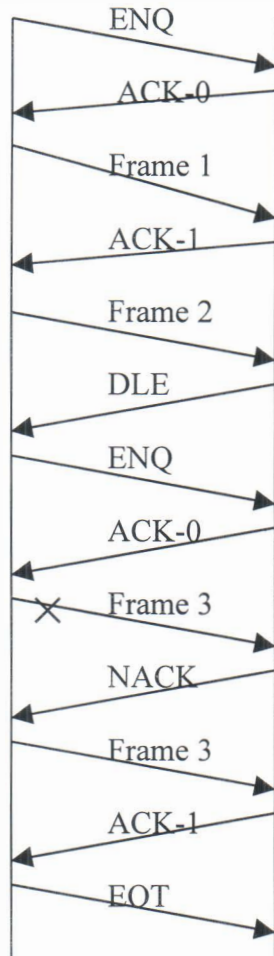 ENQ
ACK-0
Frame 1
ACK-1
Frame 2
DLE
ENQ
ACK-0
Frame 3
NACK
Frame 3
ACK-1
EOT